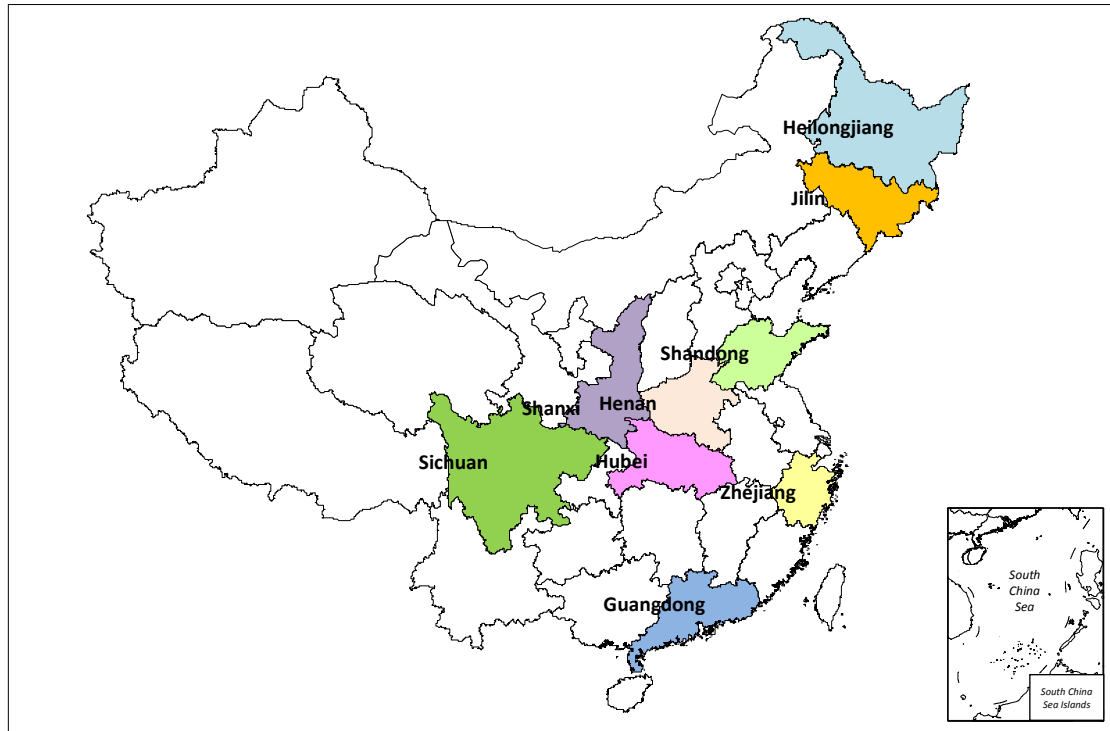 Heilongjiang
Jilin
Shandong
Shanxi
Henan
Sichuan
Hubei
Zhejiang
Guangdong
South
China
Sea
South China
Sea Islands